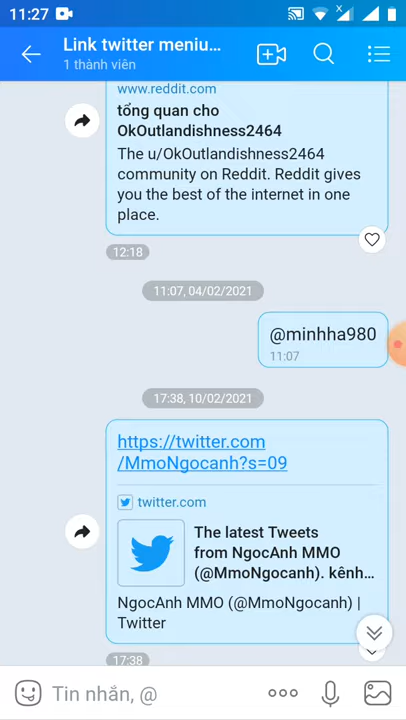 11:27
Link twitter meniu...
1 thành viên
www.reddit.com
tổng quan cho
OkOutlandishness2464
The u/OkOutlandishness2464
community on Reddit. Reddit gives
you the best of the internet in one
place.
12:18
11:07, 04/02/2021
@minhha980
11:07
17:38, 10/02/2021
https://twitter.com
/MmoNgocanh?s=09
twitter.com
The latest Tweets
from NgocAnh MMO
(@MmoNgocanh). kênh...
NgocAnh MMO (@MmoNgocanh) |
Twitter
17:38
Tin nhắn, @